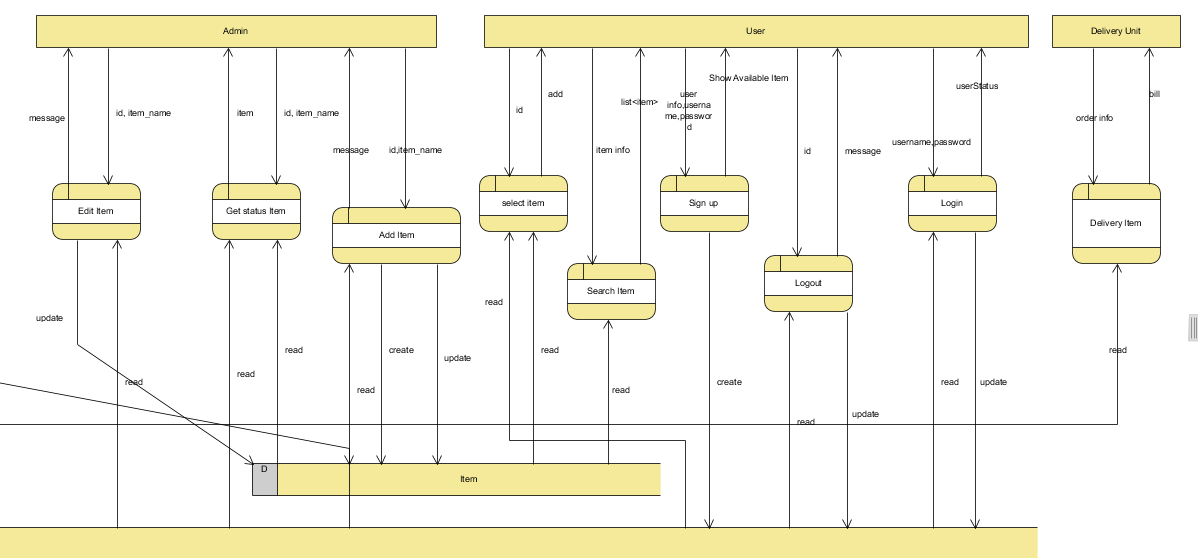 Admin
User
Delivery Unit
Show Available Item
userStatus
add
user
bill
list<item>
info,userna
id
message
id, item_name
item
id, item_name
me,passwor
order info
d
username,password
message
id,item_name
item info
id
message
select item
Sign up
Login
Edit Item
Get status Item
Delivery Item
Add Item
Logout
Search Item
read
update
read
create
read
read
update
read
read
read
read
create
read
update
read
update
read
D
Item